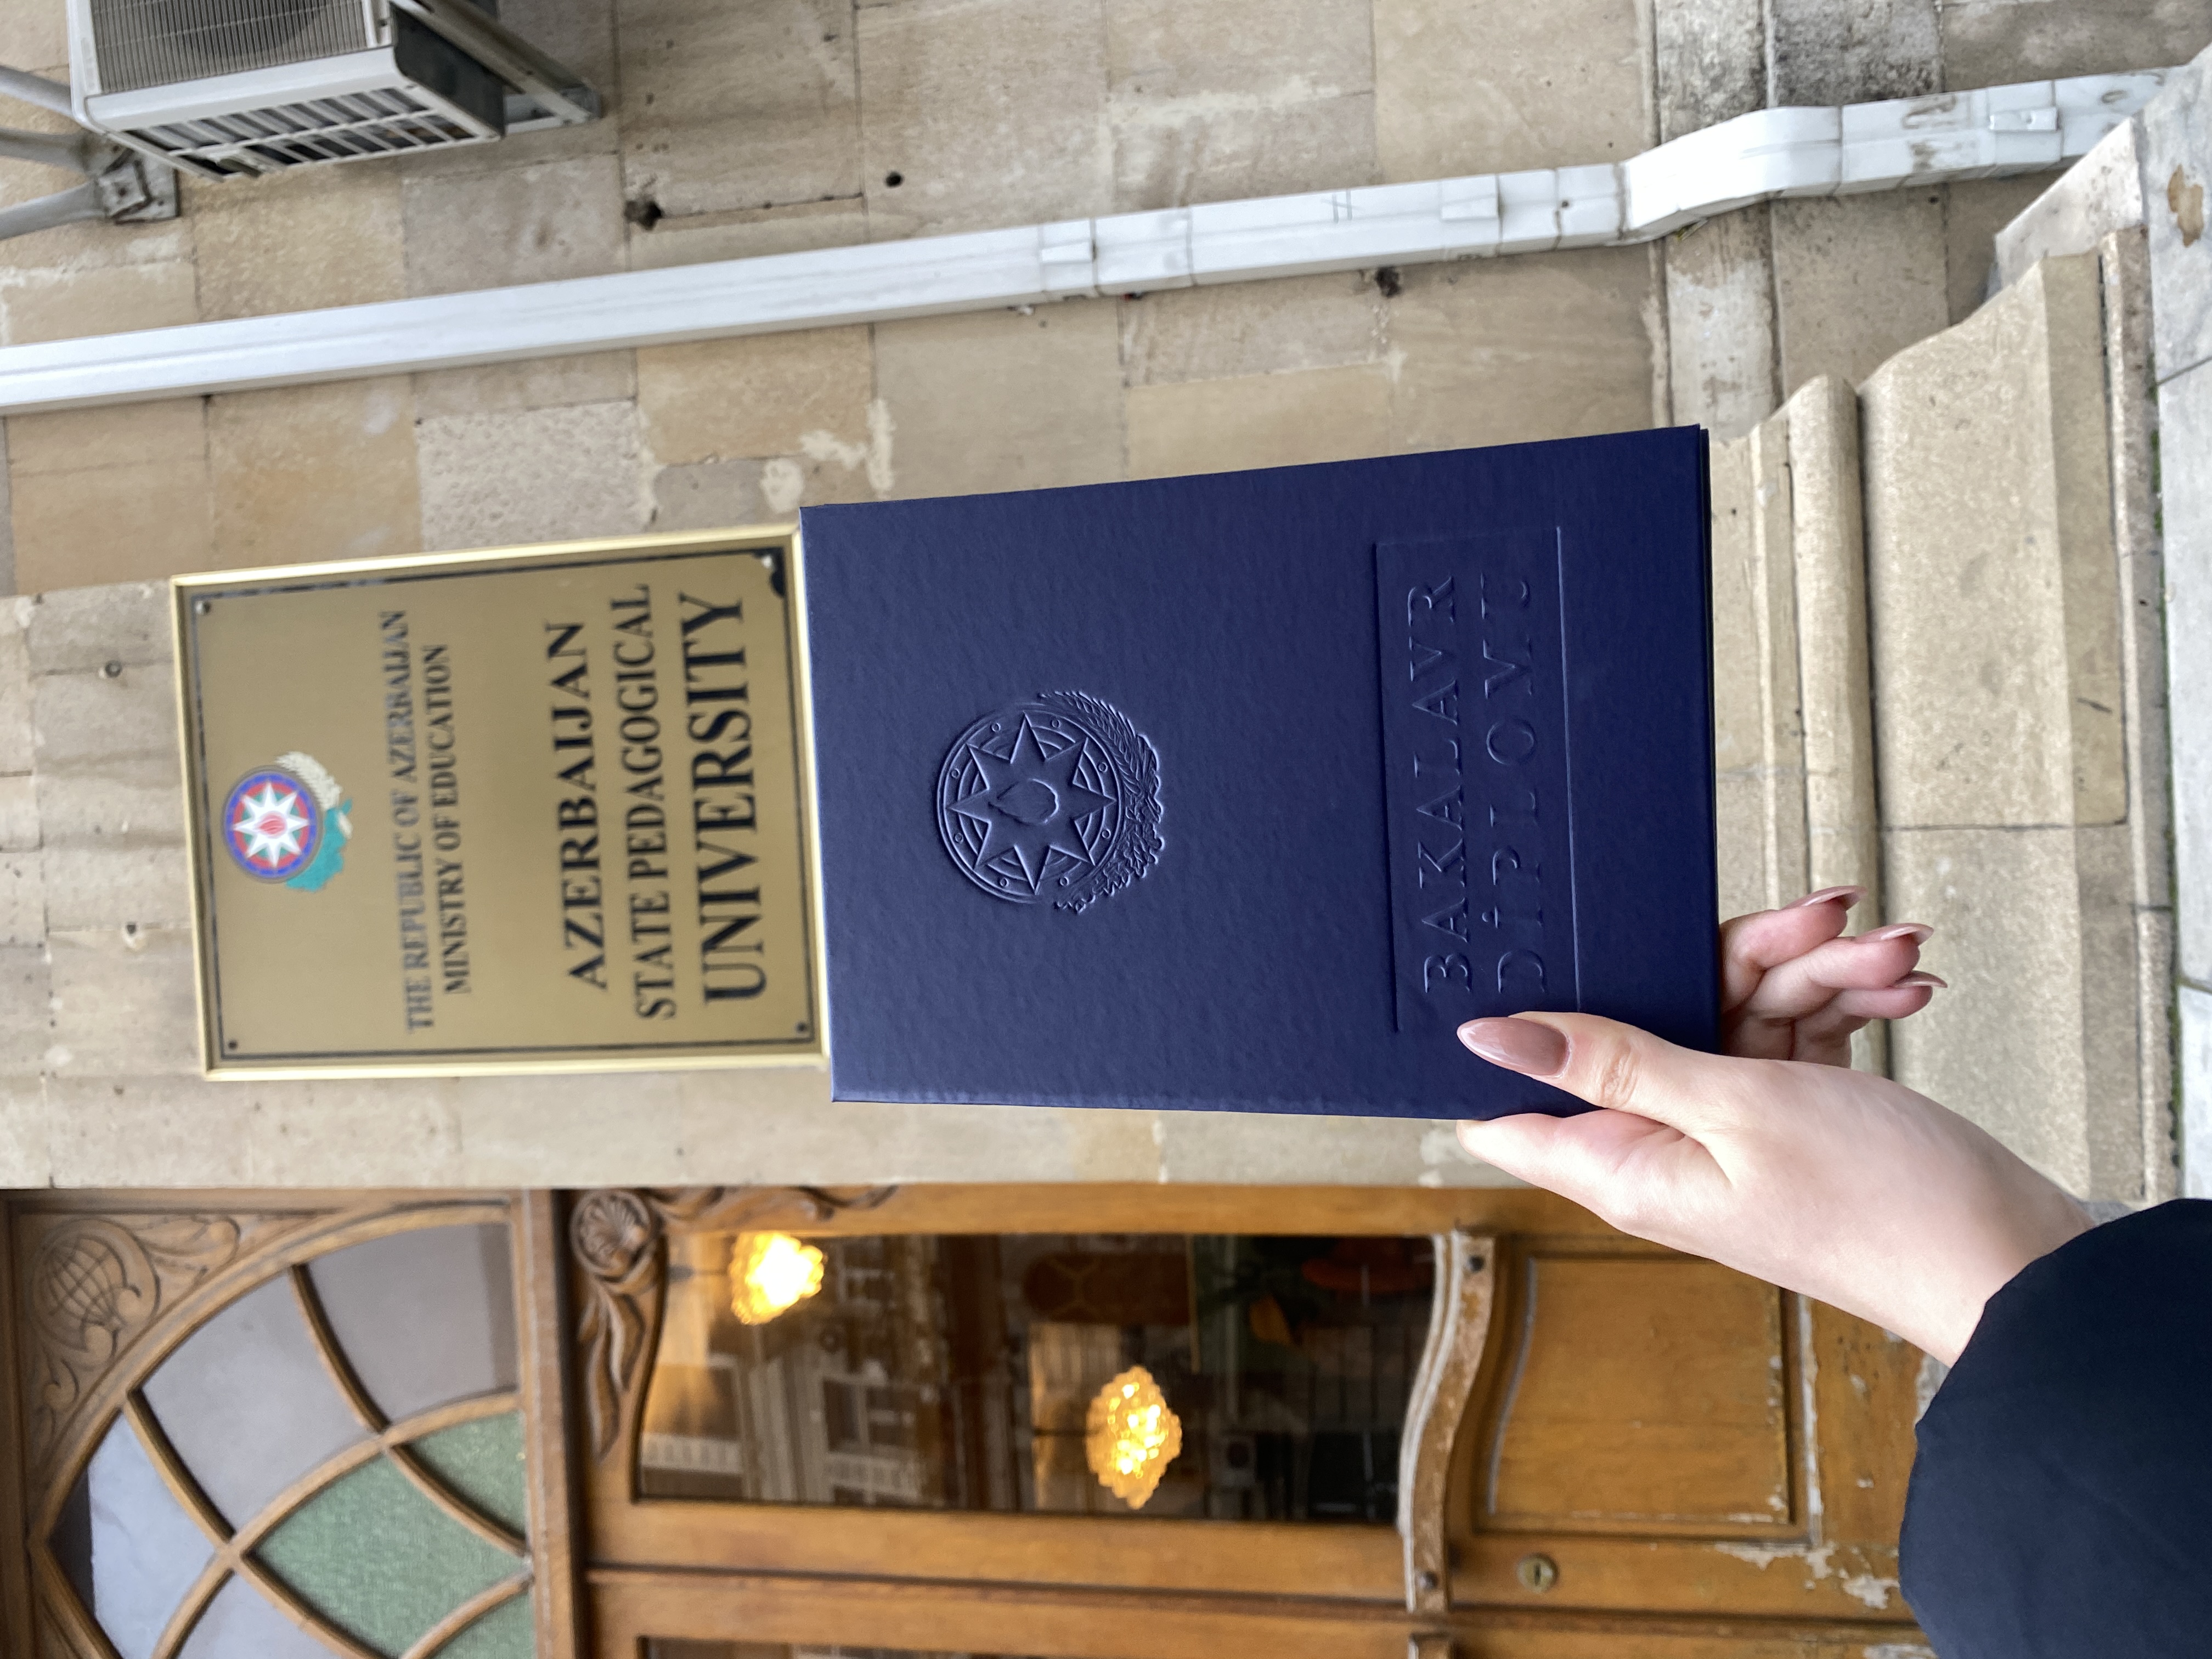 THE REPUBLIC OF AZERBAIJAN
MINISTRY OF EDUCATION
AZERBAIJAN
STATE PEDAGOGICAL
UNIVERSITY
BAKALAVR
DİPLOMU